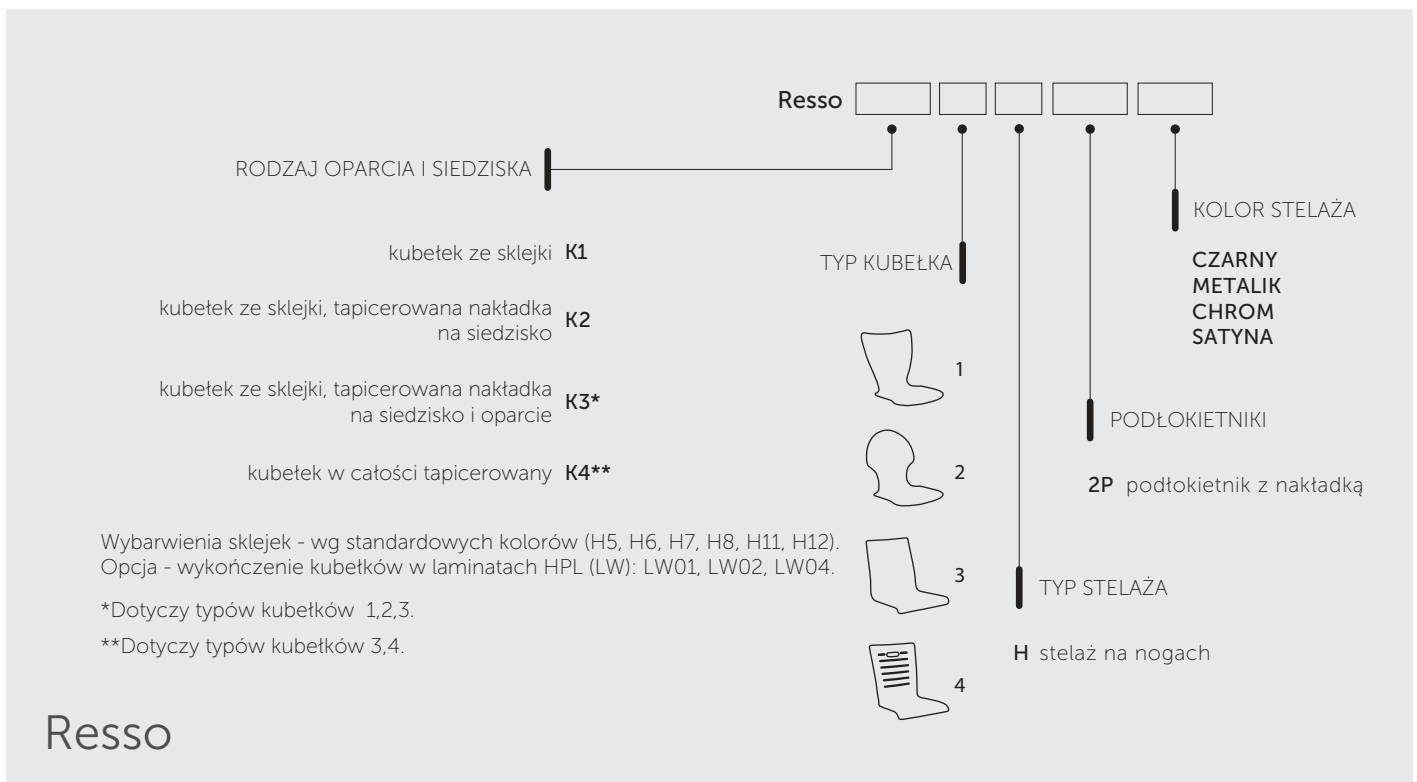 Resso
RODZAJ OPARCIA I SIEDZISKA
kubełek ze sklejki K1
kubełek ze sklejki, tapicerowana nakładka
na siedzisko K2
kubełek ze sklejki, tapicerowana nakładka
na siedzisko i oparcie K3*
kubełek w całości tapicerowany K4**
Wybarwienia sklejek - wg standardowych kolorów (H5, H6, H7, H8, H11, H12).
Opcja - wykończenie kubełków w laminatach HPL (LW): LW01, LW02, LW04.
*Dotyczy typów kubełków 1,2,3.
**Dotyczy typów kubełków 3,4.
TYP KUBEŁKA
1
2
3
4
TYP STELAŻA
H stelaż na nogach
PODŁOKIETNIKI
2P podłokietnik z nakładką
KOLOR STELAŻA
CZARNY
METALIK
CHROM
SATYNA
Resso